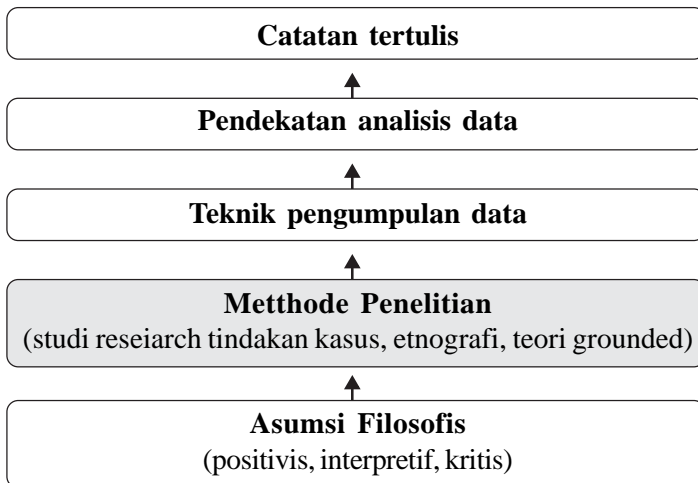 Catatan tertulis
Pendekatan analisis data
Teknik pengumpulan data
Metthode Penelitian
(studi reseiarch tindakan kasus, etnografi, teori grounded)
Asumsi Filosofis
(positivis, interpretif, kritis)